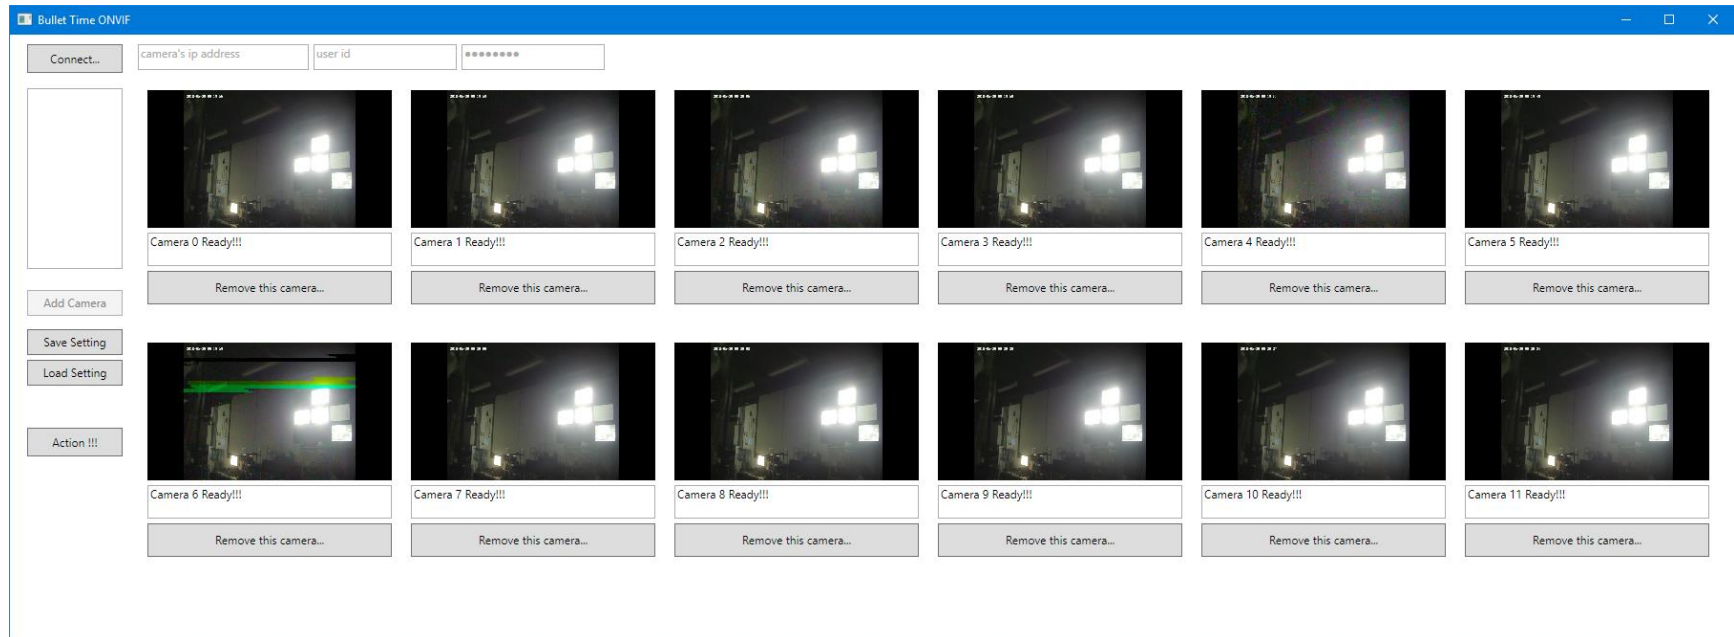 Bullet Time ONVIF
Connect...
camera's ip address
user id
Camera 0 Ready!!!
Camera 1 Ready!!!
Camera 2 Ready!!!
Camera 3 Ready!!!
Camera 4 Ready!!!
Camera 5 Ready!!!
Remove this camera...
Remove this camera...
Remove this camera...
Remove this camera...
Remove this camera...
Remove this camera...
Add Camera
Save Setting
Load Setting
Action !!!
Camera 6 Ready!!!
Camera 7 Ready!!!
Camera 8 Ready!!!
Camera 9 Ready!!!
Camera 10 Ready!!!
Camera 11 Ready!!!
Remove this camera...
Remove this camera...
Remove this camera...
Remove this camera...
Remove this camera...
Remove this camera...